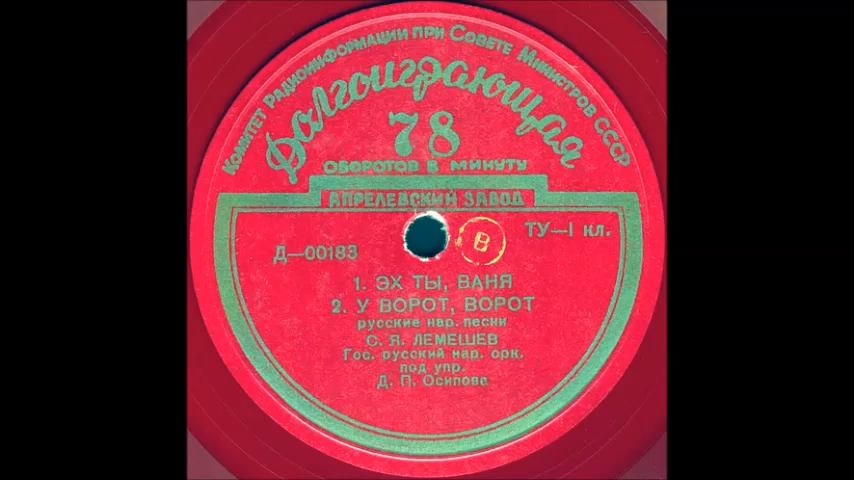 Комитет Радиоинформации при Совете Министров СССР
Долгоиграющая
78
ОБОРОТОВ В МИНУТУ
АПРЕЛЕВСКИЙ ЗАВОД
Д—00183
В
ТУ—I кл.
1. ЭХ ТЫ, ВАНЯ
2. У ВОРОТ, ВОРОТ
русские нар. песни
С. Я. ЛЕМЕШЕВ
Гос. русский нар. орк.
под упр.
Д. П. Осипова